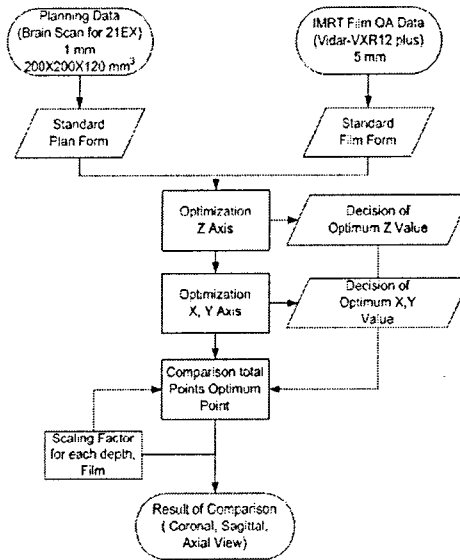 Planning Data
(Brain Scan for 21EX)
1 mm
200X200X120 mm³
IMRT Film QA Data
(Vidar-VXR12 plus)
5 mm
Standard
Plan Form
Standard
Film Form
Optimization
Z Axis
Decision of
Optimum Z Value
Optimization
X, Y Axis
Decision of
Optimum X,Y
Value
Comparison total
Points Optimum
Point
Scaling Factor
for each depth,
Film
Result of Comparison
( Coronal, Sagittal,
Axial View)